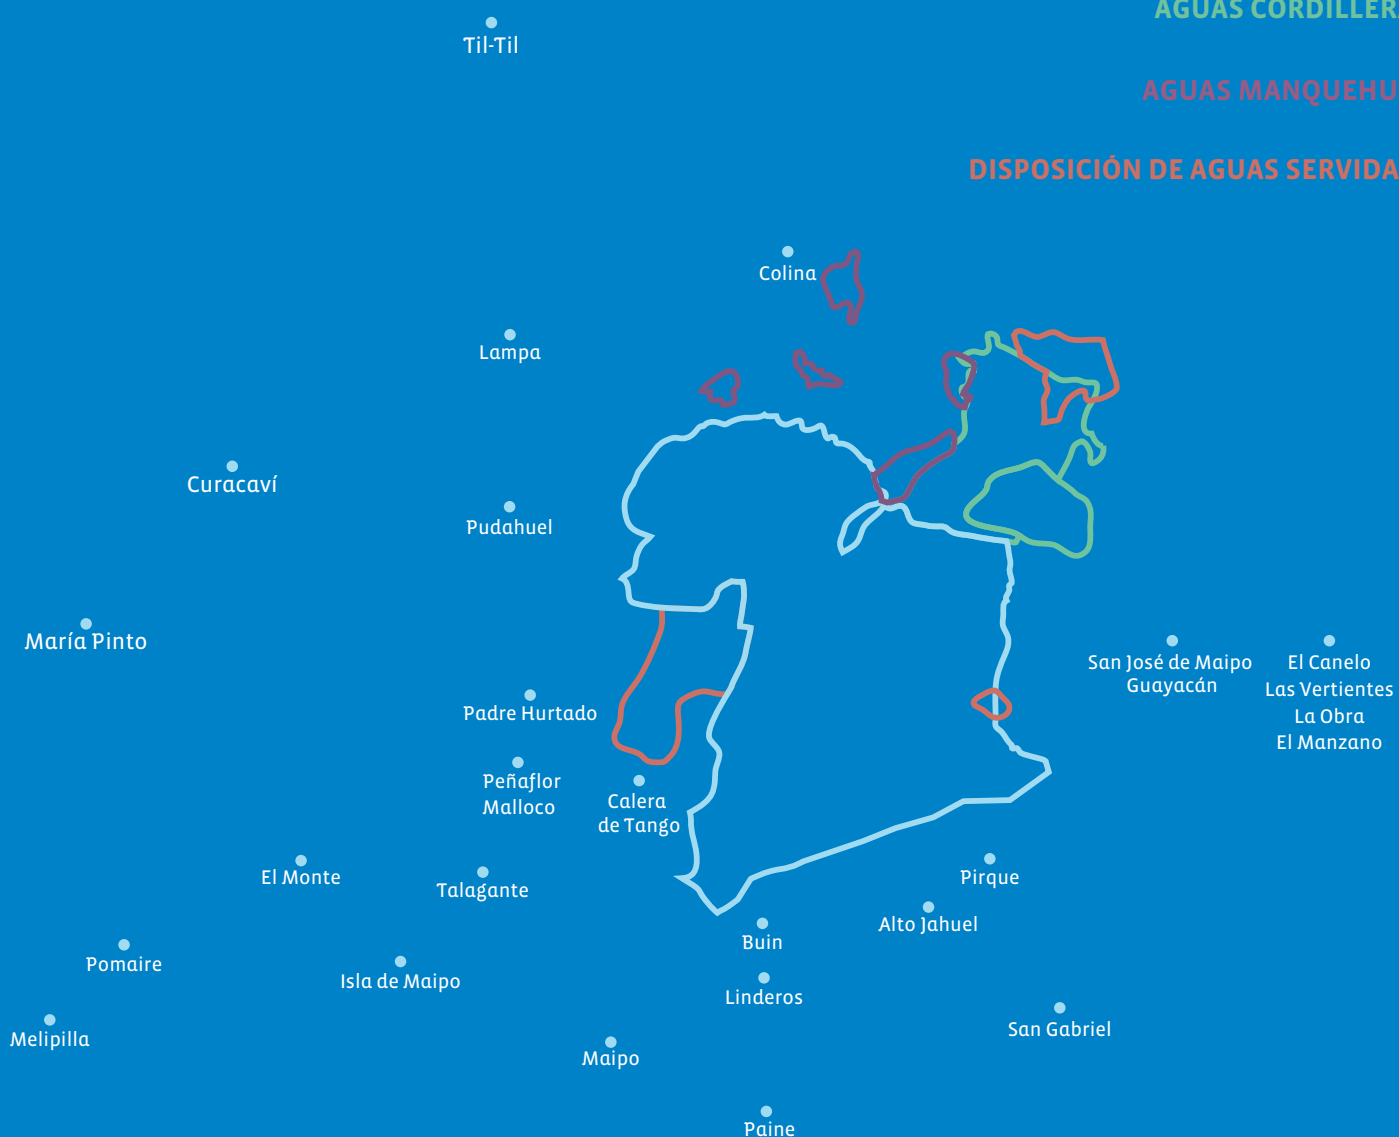 AGUAS CORDILLER
Til-Til
AGUAS MANQUEHU
DISPOSICIÓN DE AGUAS SERVIDA
Colina
Lampa
Curacaví
Pudahuel
María Pinto
San José de Maipo
Guayacán
El Canelo
Las Vertientes
La Obra
El Manzano
Padre Hurtado
Peñaflor
Malloco
Calera
de Tango
El Monte
Talagante
Pirque
Alto Jahuel
Buin
Pomaire
Isla de Maipo
Linderos
Melipilla
San Gabriel
Maipo
Paine